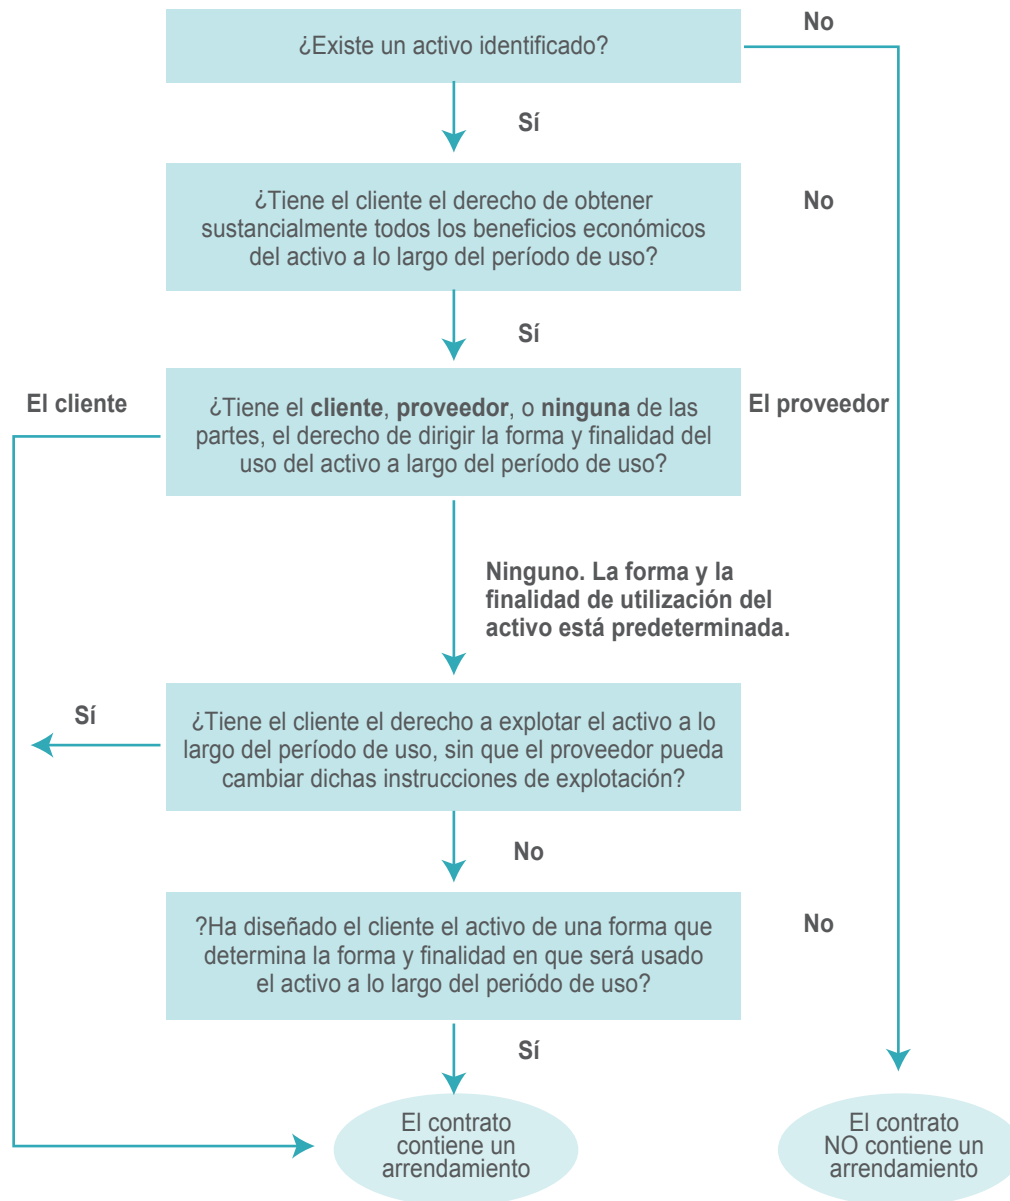 ¿Existe un activo identificado?
No
Sí
¿Tiene el cliente el derecho de obtener
sustancialmente todos los beneficios económicos
del activo a lo largo del período de uso?
No
Sí
El cliente
¿Tiene el cliente, proveedor, o ninguna de las
partes, el derecho de dirigir la forma y finalidad del
uso del activo a largo del período de uso?
El proveedor
Ninguno. La forma y la
finalidad de utilización del
activo está predeterminada.
Sí
¿Tiene el cliente el derecho a explotar el activo a lo
largo del período de uso, sin que el proveedor pueda
cambiar dichas instrucciones de explotación?
No
?Ha diseñado el cliente el activo de una forma que
determina la forma y finalidad en que será usado
el activo a lo largo del periódo de uso?
No
Sí
El contrato
contiene un
arrendamiento
El contrato
NO contiene un
arrendamiento